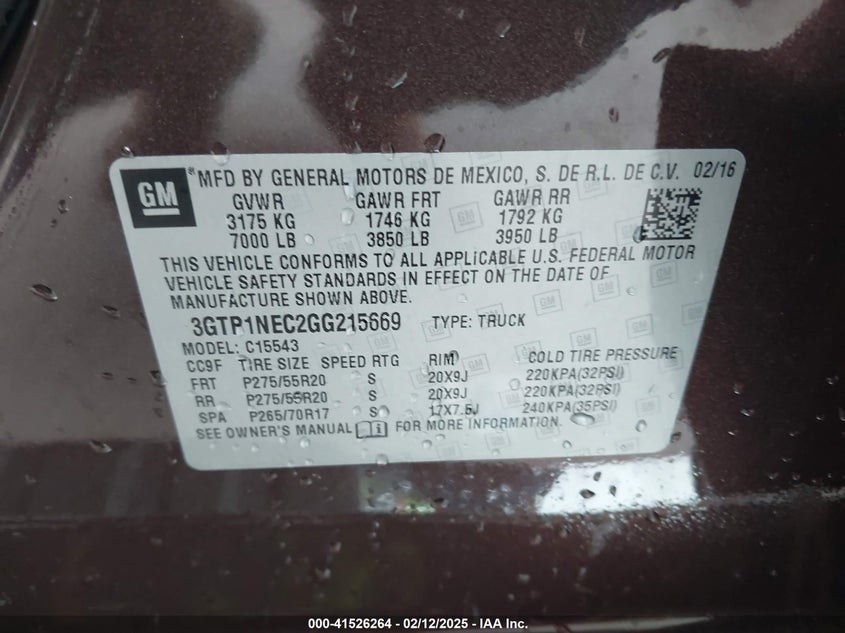 GM MFD BY GENERAL MOTORS DE MEXICO, S. DE R.L. DE C.V. 02/16
GVWR GAWR FRT GAWR RR
3175 KG 1746 KG 1792 KG
7000 LB 3850 LB 3950 LB
THIS VEHICLE CONFORMS TO ALL APPLICABLE U.S. FEDERAL MOTOR
VEHICLE SAFETY STANDARDS IN EFFECT ON THE DATE OF
MANUFACTURE SHOWN ABOVE.
3GTP1NEC2GG215669 TYPE: TRUCK
MODEL: C15543
CC9F TIRE SIZE SPEED RTG RIM COLD TIRE PRESSURE
FRT P275/55R20 S 20X9J 220KPA(32PSI)
RR P275/55R20 S 20X9J 220KPA(32PSI)
SPA P265/70R17 S 17X7.5J 240KPA(35PSI)
SEE OWNER'S MANUAL FOR MORE INFORMATION.
000-41526264 - 02/12/2025 - IAA Inc.